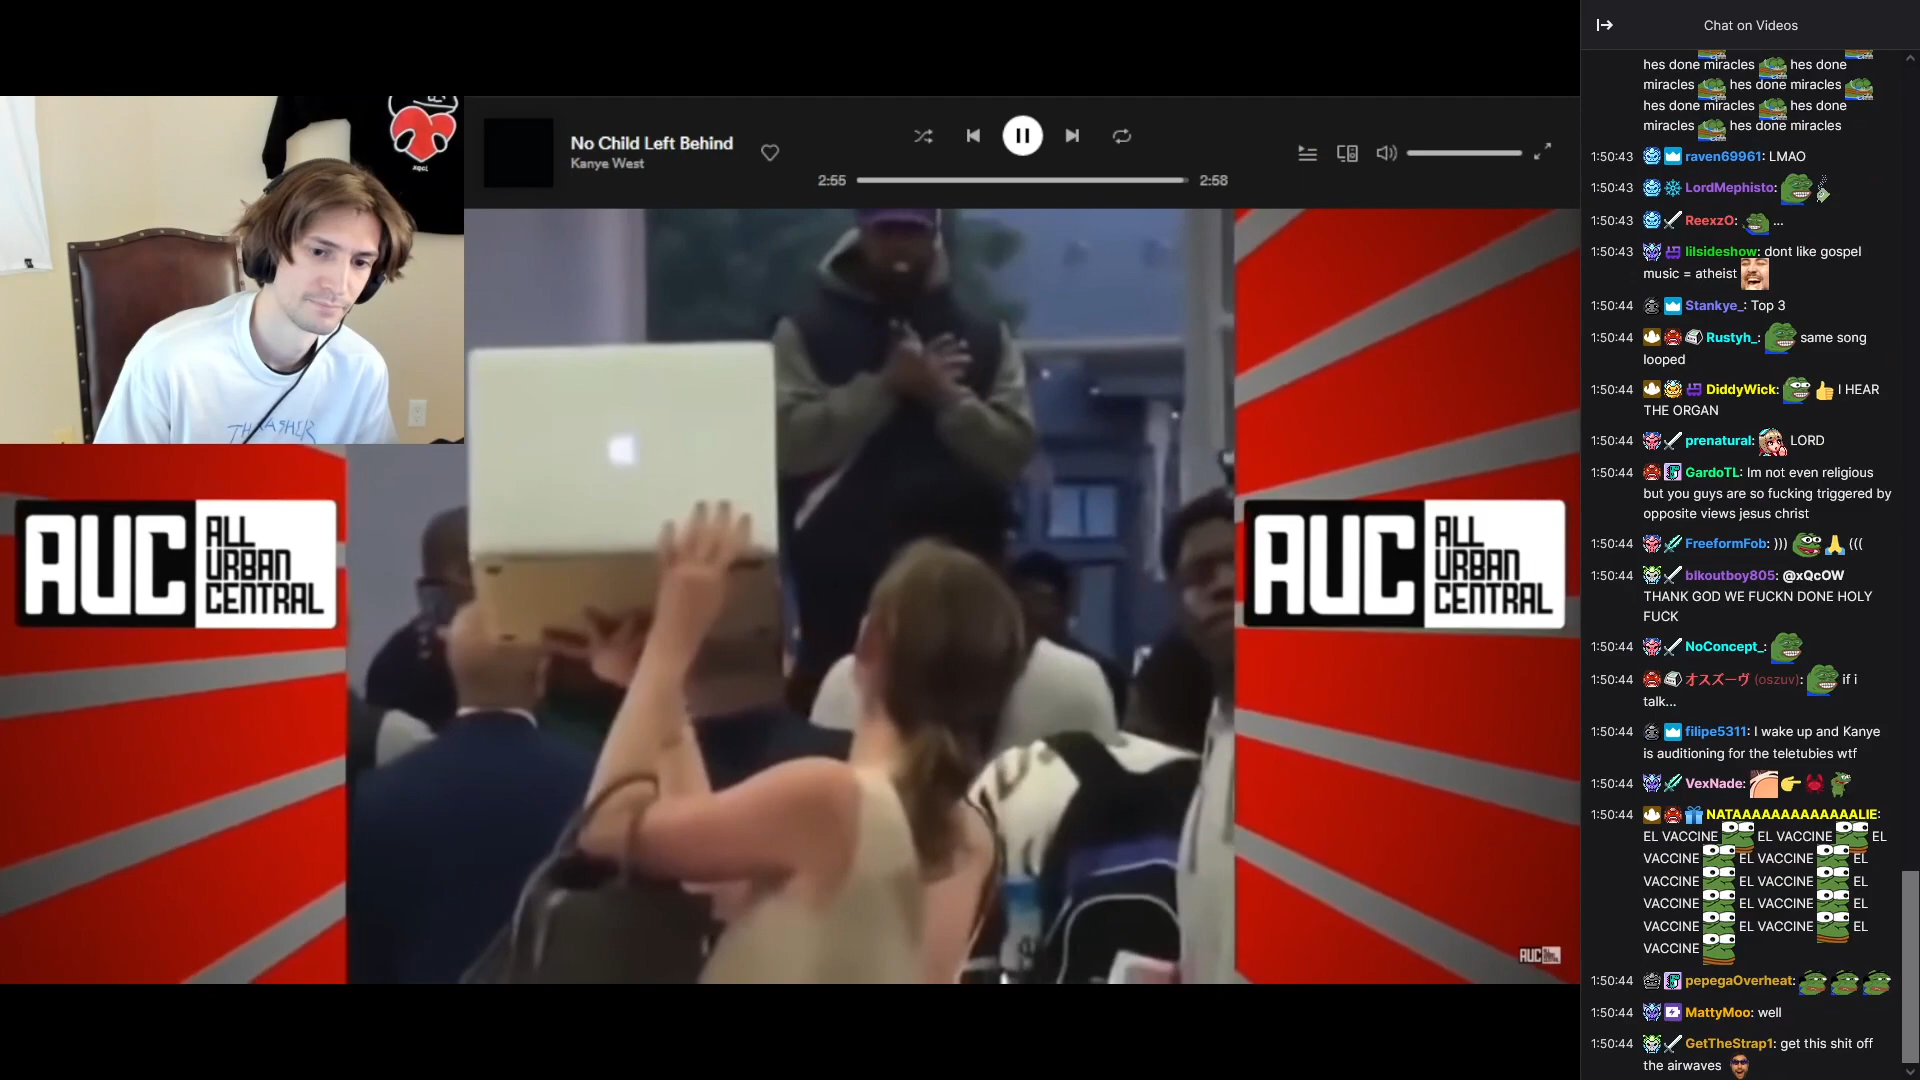 Chat on Videos
hes done miracles hes done
miracles hes done miracles
hes done miracles hes done
miracles hes done miracles
1:50:43 raven69961: LMAO
1:50:43 LordMephisto:
1:50:43 ReexzO: ...
1:50:43 lilsideshow: dont like gospel
music = atheist
1:50:44 Stankye_: Top 3
1:50:44 Rustyh_: same song
looped
1:50:44 DiddyWick: I HEAR
THE ORGAN
1:50:44 prenatural: LORD
1:50:44 GardoTL: Im not even religious
but you guys are so fucking triggered by
opposite views jesus christ
1:50:44 FreeformFob: ))) (((
1:50:44 blkoutboy805: @xQcOW
THANK GOD WE FUCKN DONE HOLY
FUCK
1:50:44 NoConcept_:
1:50:44 オスズーヴ (oszuv): if i
talk...
1:50:44 filipe5311: I wake up and Kanye
is auditioning for the teletubies wtf
1:50:44 VexNade:
1:50:44 NATAAAAAAAAAAAAALIE:
EL VACCINE EL VACCINE EL
VACCINE EL VACCINE EL
VACCINE EL VACCINE EL
VACCINE EL VACCINE EL
VACCINE EL VACCINE EL
VACCINE
1:50:44 pepegaOverheat:
1:50:44 MattyMoo: well
1:50:44 GetTheStrap1: get this shit off
the airwaves
No Child Left Behind
Kanye West
2:55
2:58
THRASHER
AUC ALL
URBAN
CENTRAL
AUC ALL
URBAN
CENTRAL